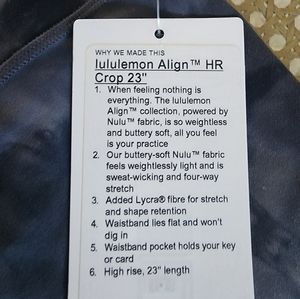 WHY WE MADE THIS
lululemon Align™ HR
Crop 23"
1. When feeling nothing is
everything. The lululemon
Align™ collection, powered by
Nulu™ fabric, is so weightless
and buttery soft, all you feel
is your practice
2. Our buttery-soft Nulu™ fabric
feels weightlessly light and is
sweat-wicking and four-way
stretch
3. Added Lycra® fibre for stretch
and shape retention
4. Waistband lies flat and won't
dig in
5. Waistband pocket holds your key
or card
6. High rise, 23" length